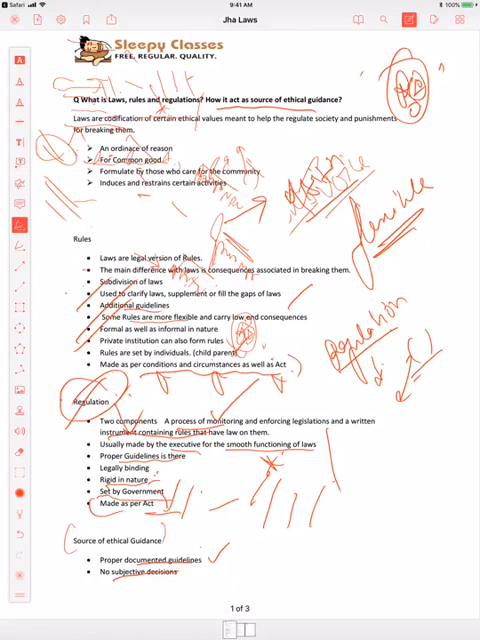 Safari
9:41 AM
100%
Jha Laws
Sleepy Classes
FREE. REGULAR. QUALITY.
Q What is Laws, rules and regulations? How it act as source of ethical guidance?
Laws are codification of certain ethical values meant to help the regulate society and punishments
for breaking them.
An ordinance of reason
For Common good
Formulate by those who care for the community
Induces and restrains certain activities
flexible
Rules
Laws are legal version of Rules.
The main difference with laws is consequences associated in breaking them.
Subdivision of laws
Used to clarify laws, supplement or fill the gaps of laws
Additional guidelines
Some Rules are more flexible and carry low end consequences
Formal as well as informal in nature
Private institution can also form rules
Rules are set by individuals. (child parent)
Made as per conditions and circumstances as well as Act
Regulation
Regulation
Two components A process of monitoring and enforcing legislations and a written
instrument containing rules that have law on them.
Usually made by the executive for the smooth functioning of laws
Proper Guidelines is there
Legally binding
Rigid in nature
Set by Government
Made as per Act
Source of ethical Guidance
Proper documented guidelines
No subjective decisions
1 of 3